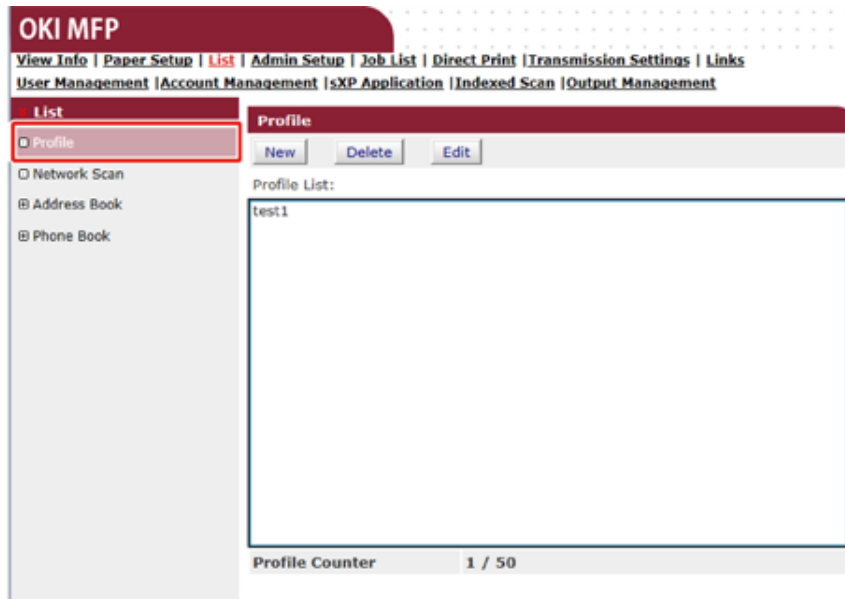 OKI MFP
View Info | Paper Setup | List | Admin Setup | Job List | Direct Print |Transmission Settings | Links
User Management |Account Management |sXP Application |Indexed Scan |Output Management
List
Profile
Network Scan
Address Book
Phone Book
Profile
New Delete Edit
Profile List:
test1
Profile Counter 1 / 50